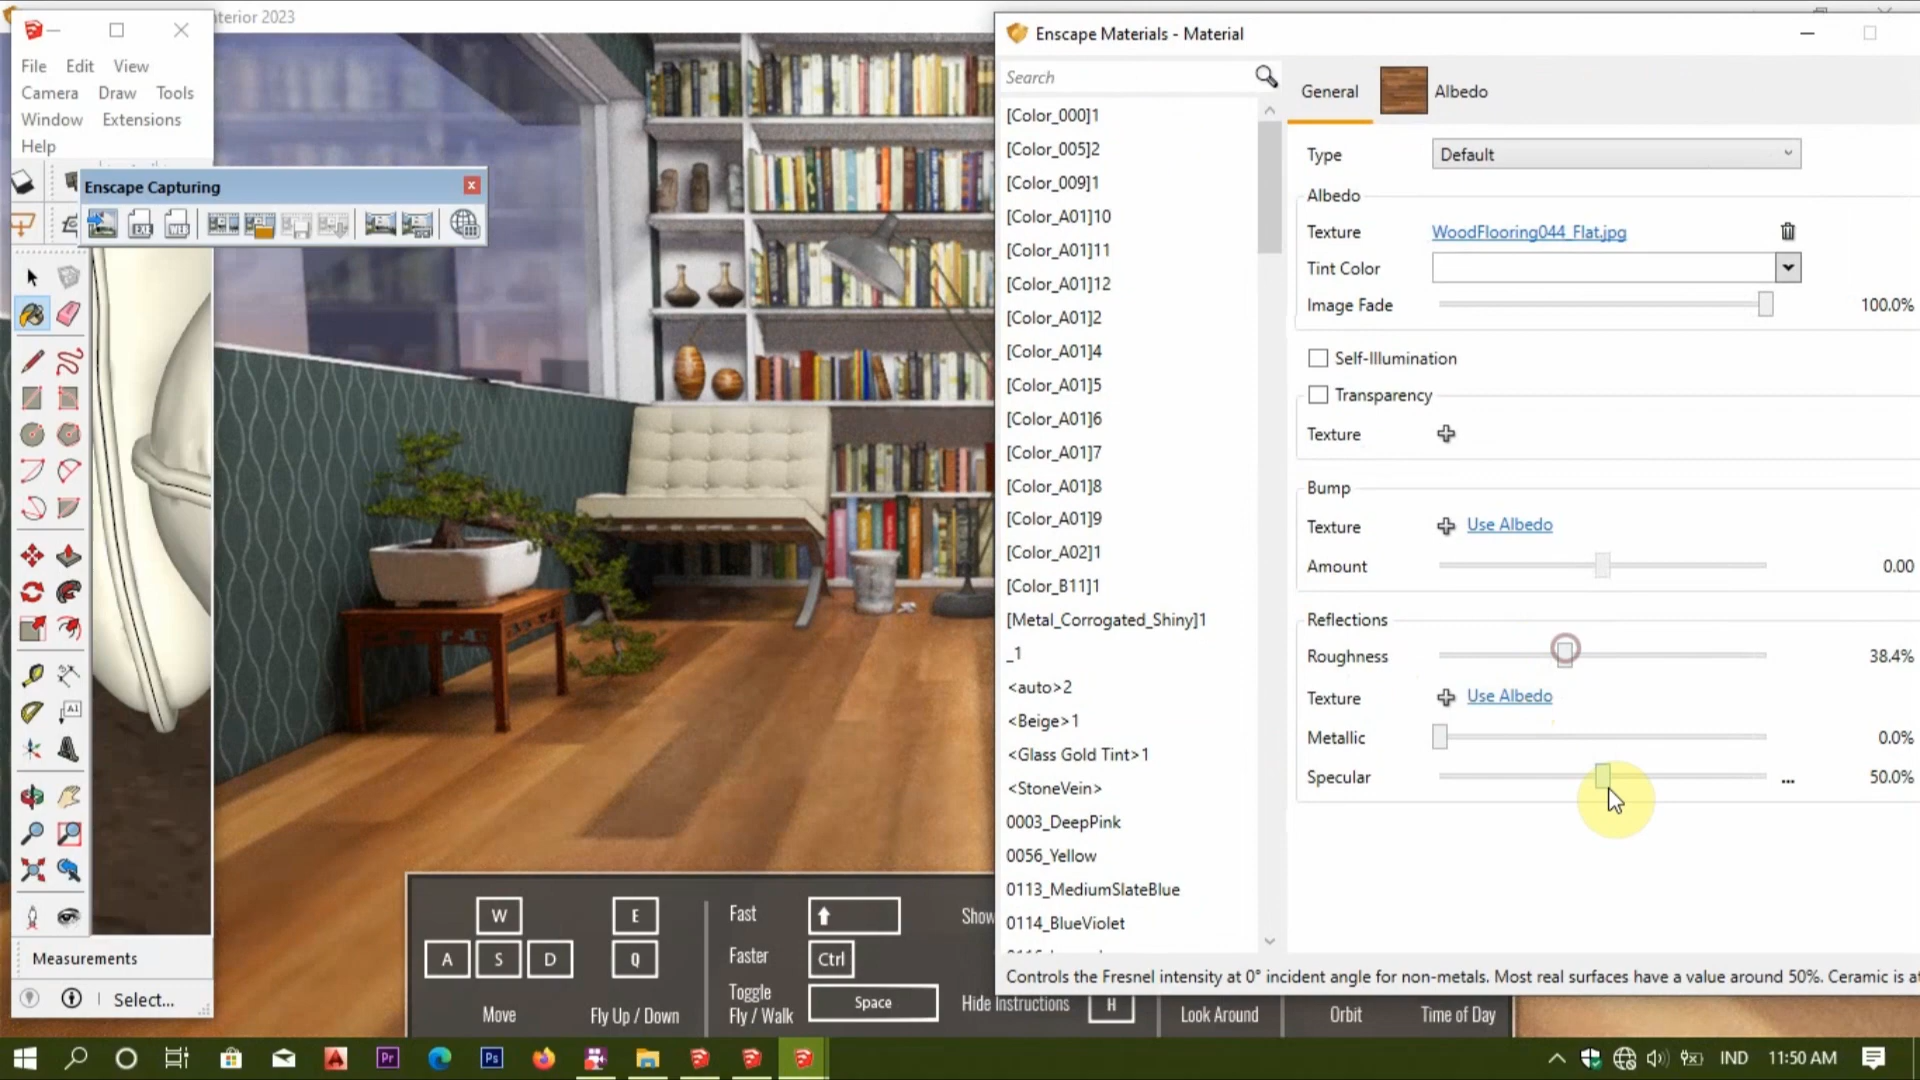 terior 2023
File Edit View
Camera Draw Tools
Window Extensions
Help
Enscape Capturing
Measurements
Select...
Enscape Materials - Material
Search
[Color_000]1
[Color_005]2
[Color_009]1
[Color_A01]10
[Color_A01]11
[Color_A01]12
[Color_A01]2
[Color_A01]4
[Color_A01]5
[Color_A01]6
[Color_A01]7
[Color_A01]8
[Color_A01]9
[Color_A02]1
[Color_B11]1
[Metal_Corrogated_Shiny]1
_1
<auto>2
<Beige>1
<Glass Gold Tint>1
<StoneVein>
0003_DeepPink
0056_Yellow
0113_MediumSlateBlue
0114_BlueViolet
General Albedo
Type Default
Albedo
Texture WoodFlooring044_Flat.jpg
Tint Color
Image Fade 100.0%
Self-Illumination
Transparency
Texture
Bump
Texture Use Albedo
Amount 0.00
Reflections
Roughness 38.4%
Texture Use Albedo
Metallic 0.0%
Specular ... 50.0%
Controls the Fresnel intensity at 0° incident angle for non-metals. Most real surfaces have a value around 50%. Ceramic is at
W E Fast Show
A S D Q Faster Ctrl
Toggle
Fly / Walk Space Hide Instructions H
Move Fly Up / Down Look Around Orbit Time of Day
Pr Ps IND 11:50 AM